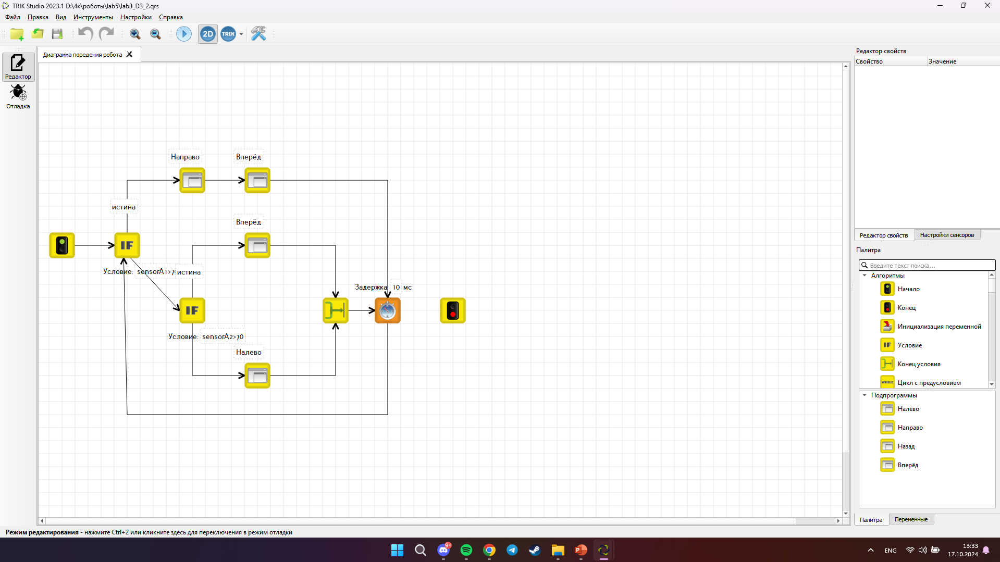 TRIK Studio 2023.1 D:\4к\роботы\lab5\lab3_D3_2.qrs
Файл Правка Вид Инструменты Настройки Справка
2D TRIK
Редактор
Отладка
Диаграмма поведения робота
Направо
Вперёд
истина
Вперёд
IF
Условие: sensorA1>7
истина
Задержка: 10 мс
IF
Условие: sensorA2>70
Налево
Редактор свойств
Свойство Значение
Редактор свойств Настройки сенсоров
Палитра
Введите текст поиска...
Алгоритмы
Начало
Конец
Инициализация переменной
IF Условие
Конец условия
WHILE Цикл с предусловием
Подпрограммы
Налево
Направо
Назад
Вперёд
Палитра Переменные
Режим редактирования - нажмите Ctrl+2 или кликните здесь для переключения в режим отладки
9+
ENG
13:33
17.10.2024